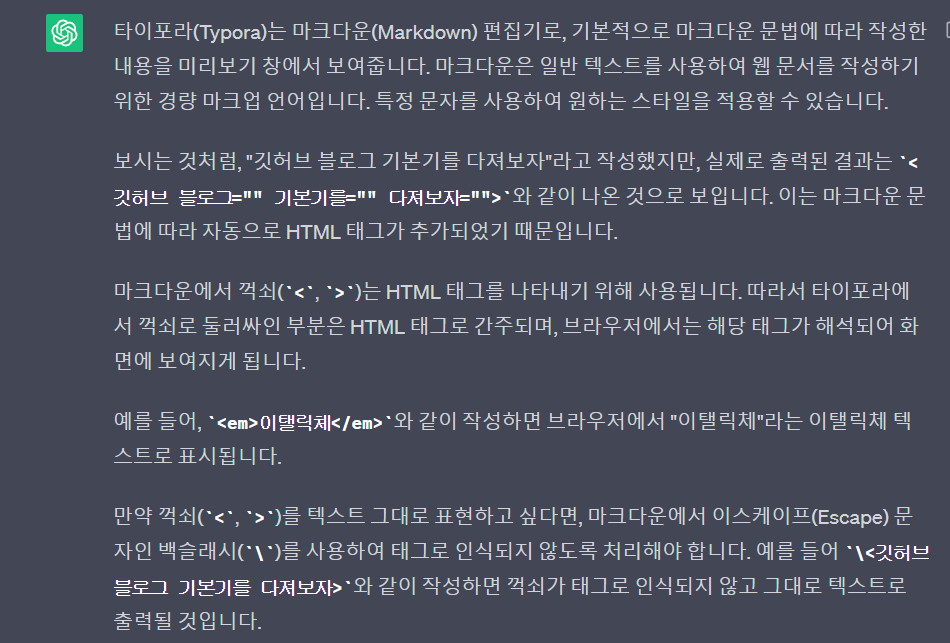 타이포라(Typora)는 마크다운(Markdown) 편집기로, 기본적으로 마크다운 문법에 따라 작성한
내용을 미리보기 창에서 보여줍니다. 마크다운은 일반 텍스트를 사용하여 웹 문서를 작성하기
위한 경량 마크업 언어입니다. 특정 문자를 사용하여 원하는 스타일을 적용할 수 있습니다.
보시는 것처럼, "깃허브 블로그 기본기를 다져보자"라고 작성했지만, 실제로 출력된 결과는 `<
깃허브 블로그="" 기본기를="" 다져보자="">`와 같이 나온 것으로 보입니다. 이는 마크다운 문
법에 따라 자동으로 HTML 태그가 추가되었기 때문입니다.
마크다운에서 꺽쇠(`<`, `>`)는 HTML 태그를 나타내기 위해 사용됩니다. 따라서 타이포라에
서 꺽쇠로 둘러싸인 부분은 HTML 태그로 간주되며, 브라우저에서는 해당 태그가 해석되어 화
면에 보여지게 됩니다.
예를 들어, `<em>이탤릭체</em>`와 같이 작성하면 브라우저에서 "이탤릭체"라는 이탤릭체 텍
스트로 표시됩니다.
만약 꺽쇠(`<`, `>`)를 텍스트 그대로 표현하고 싶다면, 마크다운에서 이스케이프(Escape) 문
자인 백슬래시(`\`)를 사용하여 태그로 인식되지 않도록 처리해야 합니다. 예를 들어 `\<깃허브
블로그 기본기를 다져보자>`와 같이 작성하면 꺽쇠가 태그로 인식되지 않고 그대로 텍스트로
출력될 것입니다.